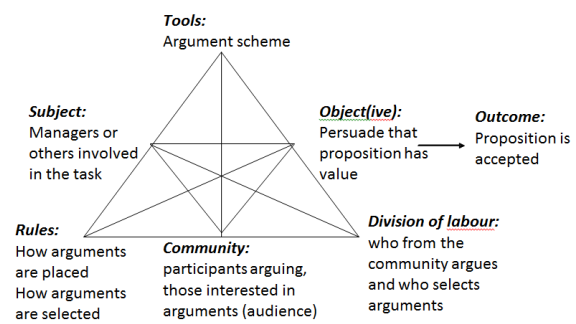 Tools:
Argument scheme
Subject:
Managers or
others involved
in the task
Object(ive):
Persuade that
proposition has
value
Outcome:
Proposition is
accepted
Rules:
How arguments
are placed
How arguments
are selected
Community:
participants arguing,
those interested in
arguments (audience)
Division of labour:
who from the
community argues
and who selects
arguments